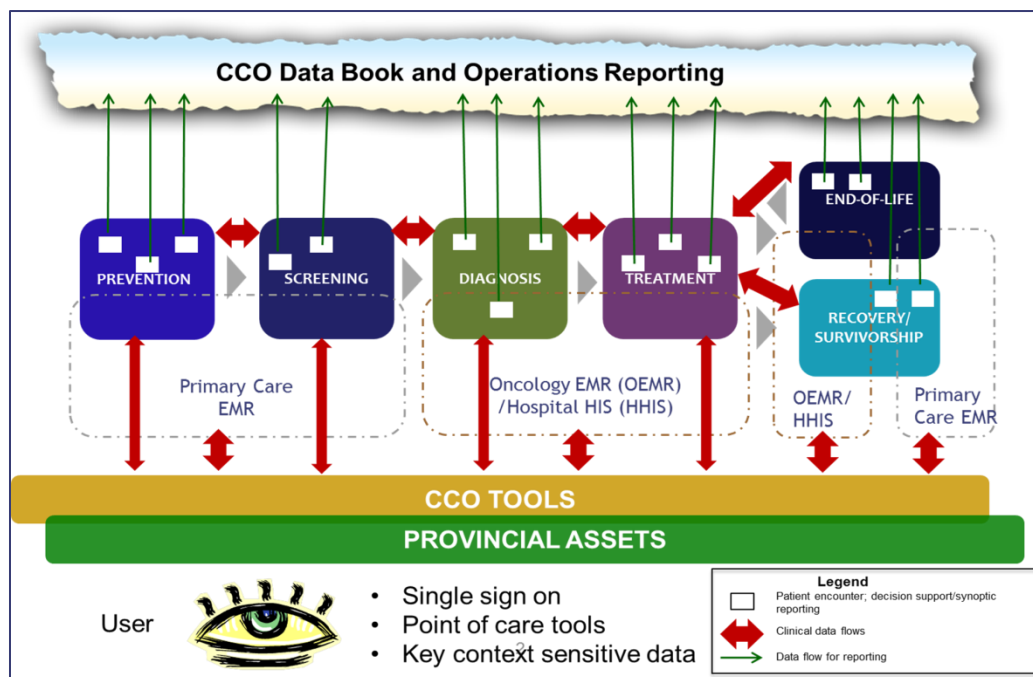 CCO Data Book and Operations Reporting
END-OF-LIFE
PREVENTION
SCREENING
DIAGNOSIS
TREATMENT
RECOVERY/
SURVIVORSHIP
Primary Care
EMR
Oncology EMR (OEMR)
/Hospital HIS (HHIS)
OEMR/
HHIS
Primary
Care EMR
CCO TOOLS
PROVINCIAL ASSETS
User
• Single sign on
• Point of care tools
• Key context sensitive data
2
Legend
Patient encounter; decision support/synoptic
reporting
Clinical data flows
Data flow for reporting